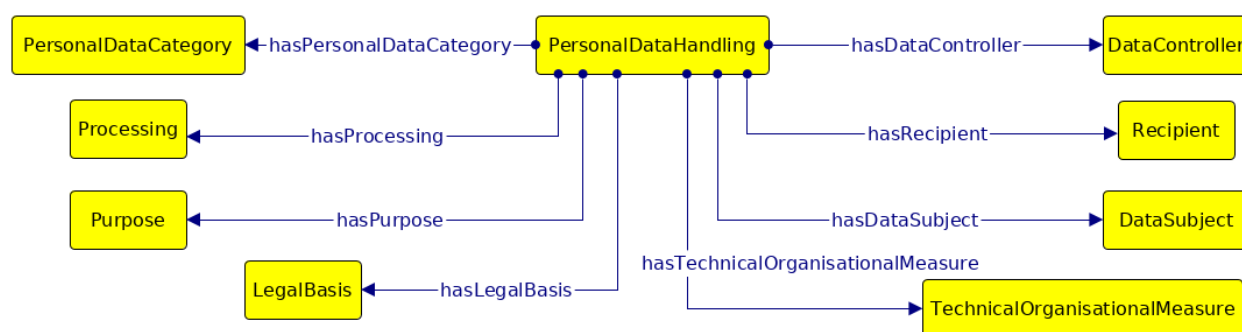 PersonalDataCategory
hasPersonalDataCategory
PersonalDataHandling
hasDataController
DataController
Processing
hasProcessing
hasRecipient
Recipient
Purpose
hasPurpose
hasDataSubject
DataSubject
hasTechnicalOrganisationalMeasure
LegalBasis
hasLegalBasis
TechnicalOrganisationalMeasure